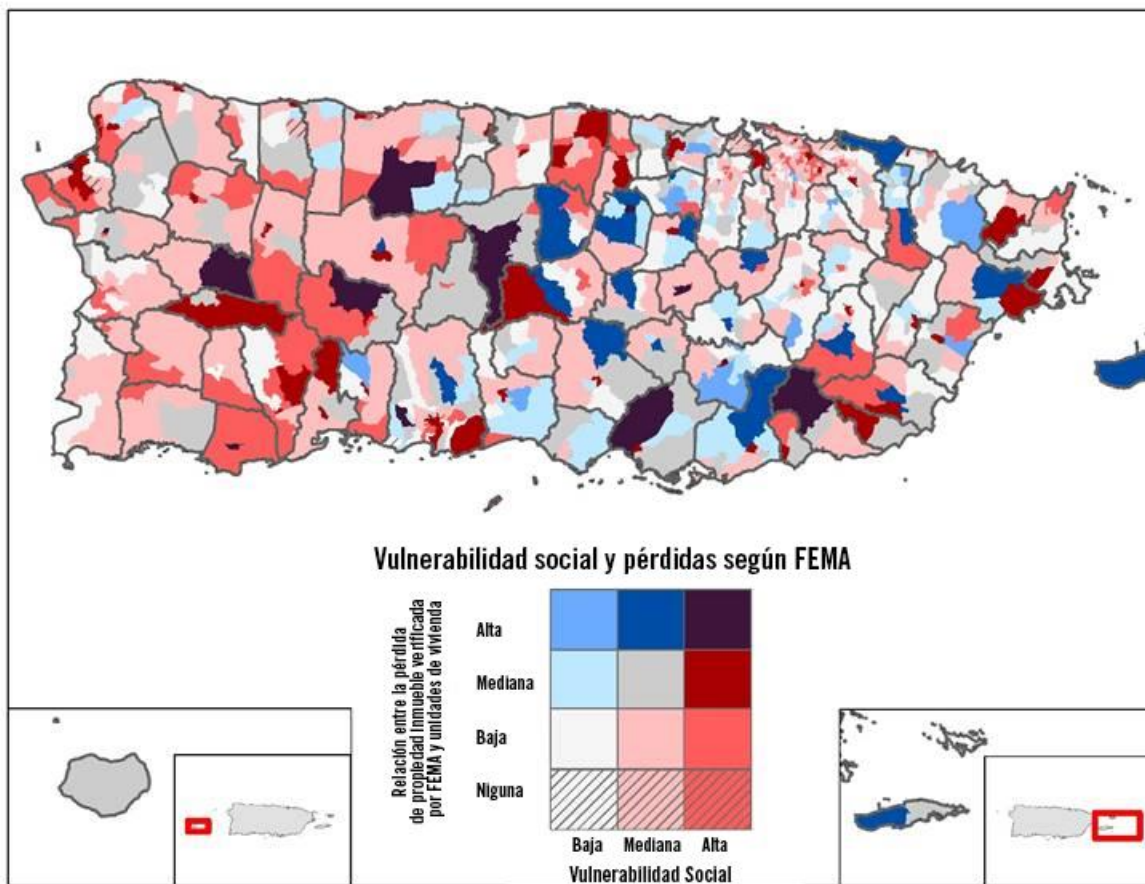 Vulnerabilidad social y pérdidas según FEMA
Relación entre la pérdida
de propiedad inmueble verificada
por FEMA y unidades de vivienda
Alta
Mediana
Baja
Niguna
Baja Mediana Alta
Vulnerabilidad Social